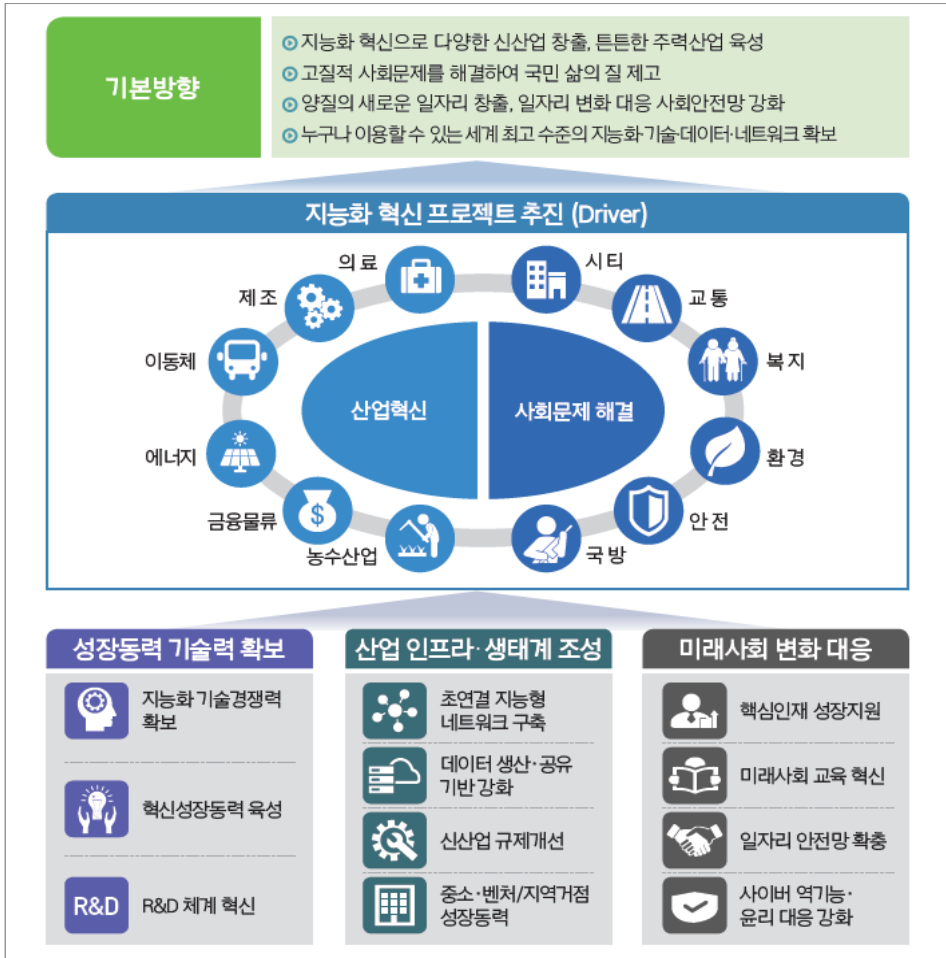 기본방향
지능화 혁신으로 다양한 신산업 창출, 튼튼한 주력산업 육성
고질적 사회문제를 해결하여 국민 삶의 질 제고
양질의 새로운 일자리 창출, 일자리 변화 대응 사회안전망 강화
누구나 이용할 수 있는 세계 최고 수준의 지능화·기술·데이터·네트워크 확보
지능화 혁신 프로젝트 추진 (Driver)
의료
시티
제조
교통
이동체
복지
산업혁신
사회문제 해결
에너지
환경
금융물류
안전
농수산업
국방
성장동력 기술력 확보
지능화 기술경쟁력
확보
혁신성장동력 육성
R&D
R&D 체계 혁신
산업 인프라·생태계 조성
초연결 지능형
네트워크 구축
데이터 생산·공유
기반 강화
신산업 규제개선
중소·벤처/지역거점
성장동력
미래사회 변화 대응
핵심인재 성장지원
미래사회 교육 혁신
일자리 안전망 확충
사이버 역기능·
윤리 대응 강화